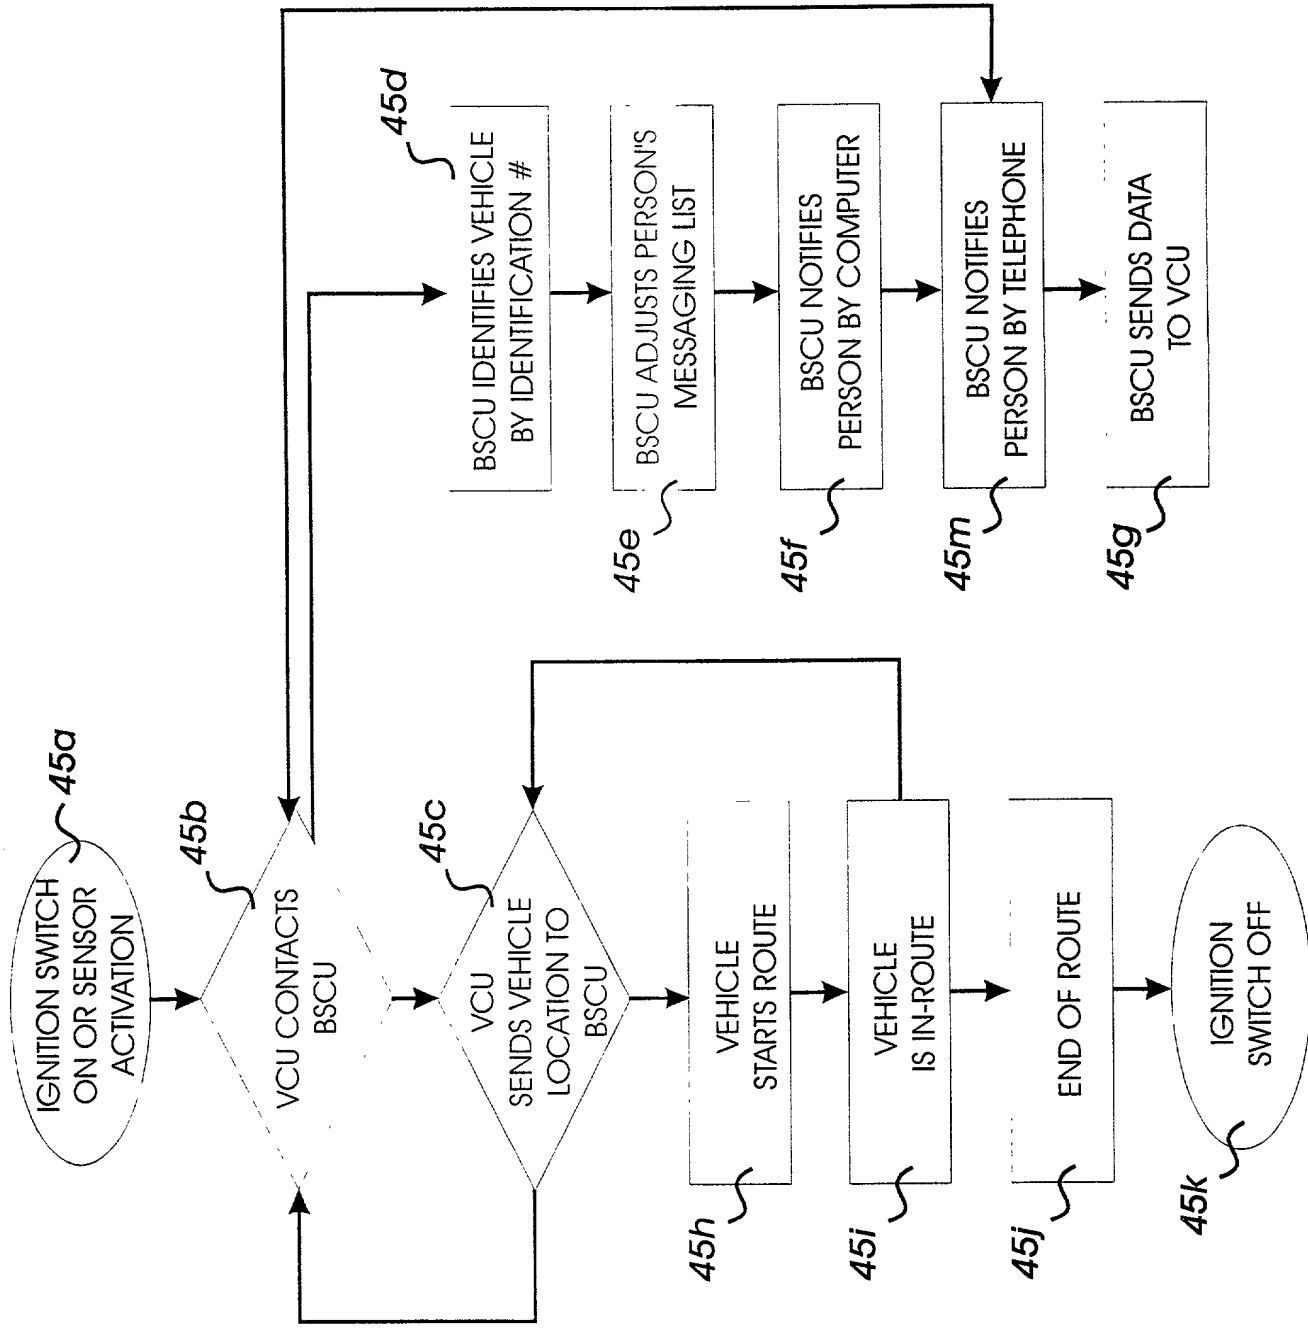 IGNITION SWITCH
ON OR SENSOR
ACTIVATION
45a
VCU CONTACTS
BSCU
45b
VCU
SENDS VEHICLE
LOCATION TO
BSCU
45c
VEHICLE
STARTS ROUTE
45h
VEHICLE
IS IN-ROUTE
45i
END OF ROUTE
45j
IGNITION
SWITCH OFF
45k
BSCU IDENTIFIES VEHICLE
BY IDENTIFICATION #
45d
BSCU ADJUSTS PERSON'S
MESSAGING LIST
45e
BSCU NOTIFIES
PERSON BY COMPUTER
45f
BSCU NOTIFIES
PERSON BY TELEPHONE
45m
BSCU SENDS DATA
TO VCU
45g